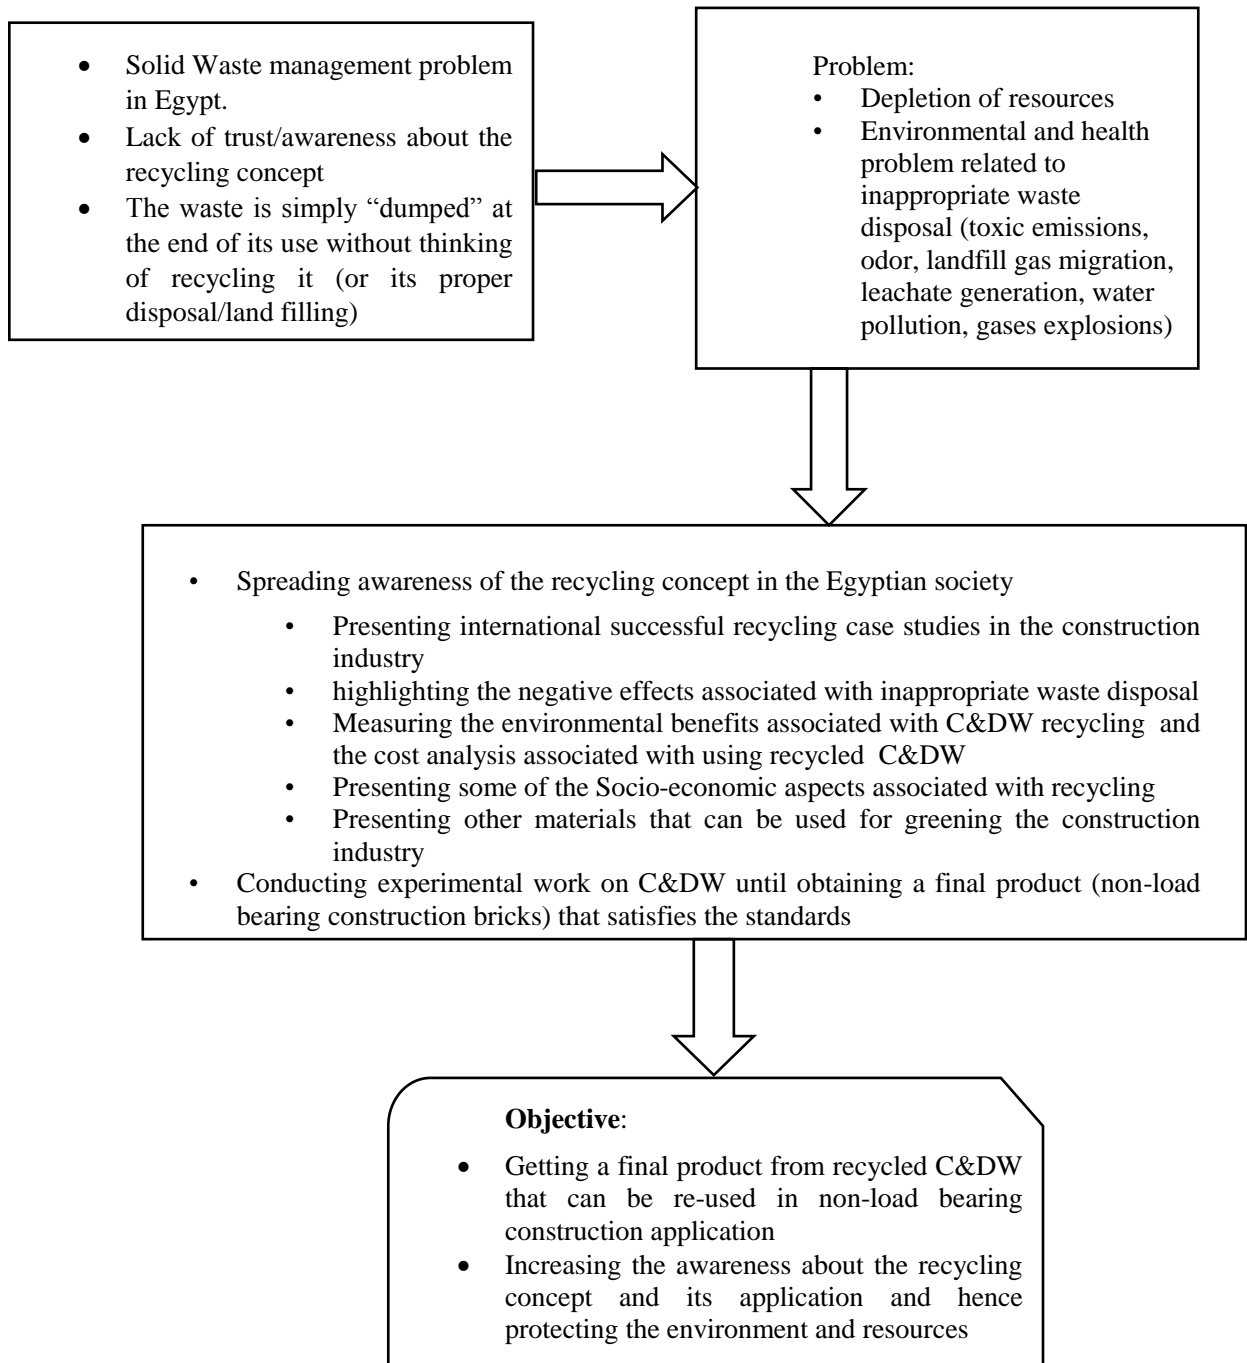 • Solid Waste management problem
in Egypt.
• Lack of trust/awareness about the
recycling concept
• The waste is simply “dumped” at
the end of its use without thinking
of recycling it (or its proper
disposal/land filling)
Problem:
• Depletion of resources
• Environmental and health
problem related to
inappropriate waste
disposal (toxic emissions,
odor, landfill gas migration,
leachate generation, water
pollution, gases explosions)
• Spreading awareness of the recycling concept in the Egyptian society
• Presenting international successful recycling case studies in the construction
industry
• highlighting the negative effects associated with inappropriate waste disposal
• Measuring the environmental benefits associated with C&DW recycling and
the cost analysis associated with using recycled C&DW
• Presenting some of the Socio-economic aspects associated with recycling
• Presenting other materials that can be used for greening the construction
industry
• Conducting experimental work on C&DW until obtaining a final product (non-load
bearing construction bricks) that satisfies the standards
Objective:
• Getting a final product from recycled C&DW
that can be re-used in non-load bearing
construction application
• Increasing the awareness about the recycling
concept and its application and hence
protecting the environment and resources